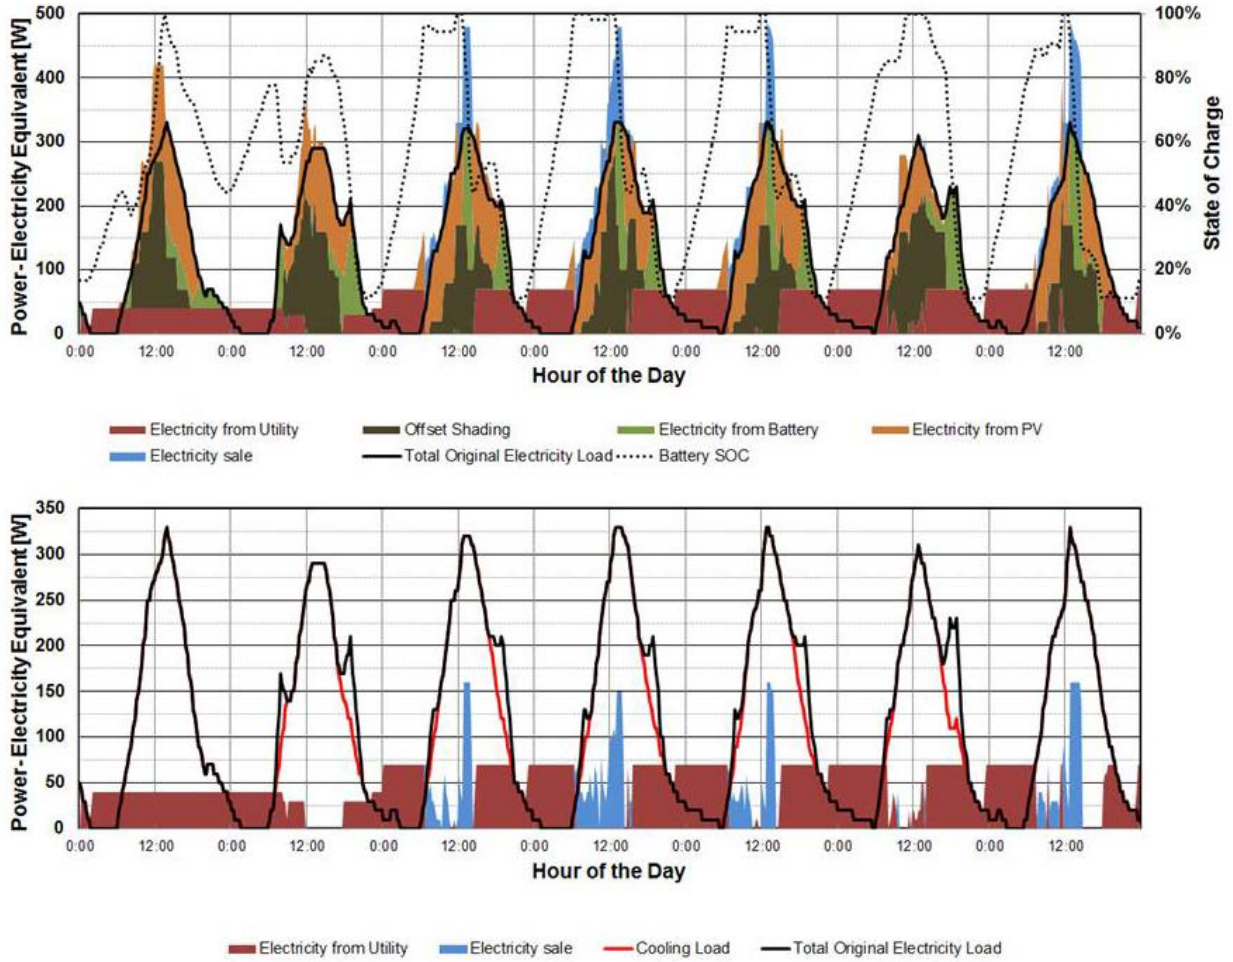 Power- Electricity Equivalent [W]
500
400
300
200
100
0
100%
80%
60%
40%
20%
0%
State of Charge
0:00 12:00 0:00 12:00 0:00 12:00 0:00 12:00 0:00 12:00 0:00 12:00 0:00 12:00
Hour of the Day
Electricity from Utility Offset Shading Electricity from Battery Electricity from PV
Electricity sale Total Original Electricity Load Battery SOC
Power- Electricity Equivalent [W]
350
300
250
200
150
100
50
0
0:00 12:00 0:00 12:00 0:00 12:00 0:00 12:00 0:00 12:00 0:00 12:00 0:00 12:00
Hour of the Day
Electricity from Utility Electricity sale Cooling Load Total Original Electricity Load